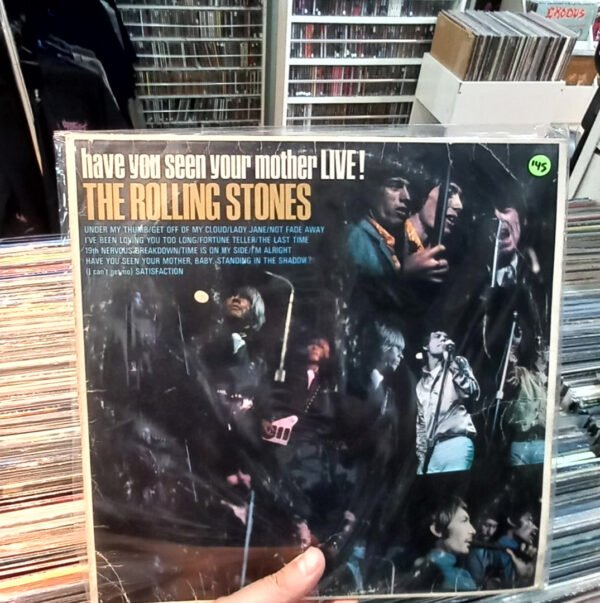 EXODUS
have you seen your mother LIVE!
145
THE ROLLING STONES
UNDER MY THUMB/GET OFF OF MY CLOUD/LADY JANE/NOT FADE AWAY
I'VE BEEN LOVING YOU TOO LONG/FORTUNE TELLER/THE LAST TIME
19th NERVOUS BREAKDOWN/TIME IS ON MY SIDE/I'M ALRIGHT
HAVE YOU SEEN YOUR MOTHER, BABY, STANDING IN THE SHADOW?
(I can't get no) SATISFACTION